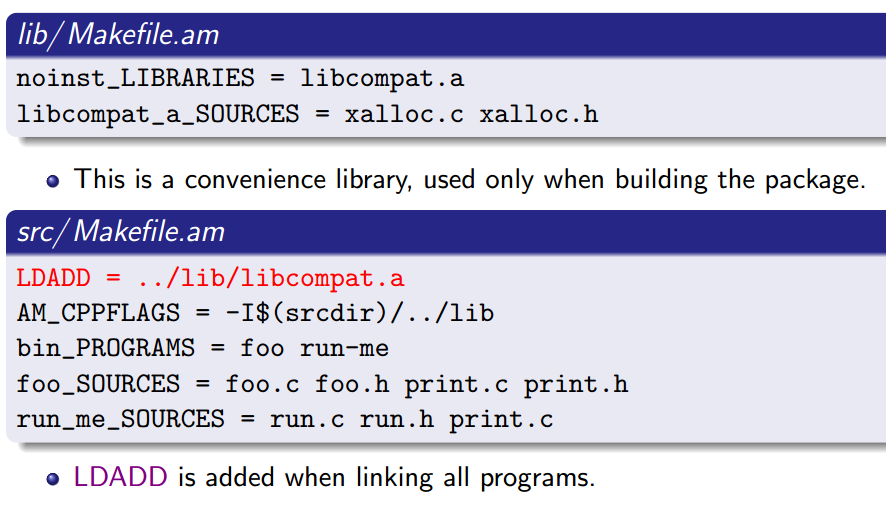 lib/Makefile.am
noinst_LIBRARIES = libcompat.a
libcompat_a_SOURCES = xalloc.c xalloc.h
This is a convenience library, used only when building the package.
src/Makefile.am
LDADD = ../lib/libcompat.a
AM_CPPFLAGS = -I$(srcdir)/../lib
bin_PROGRAMS = foo run-me
foo_SOURCES = foo.c foo.h print.c print.h
run_me_SOURCES = run.c run.h print.c
LDADD is added when linking all programs.